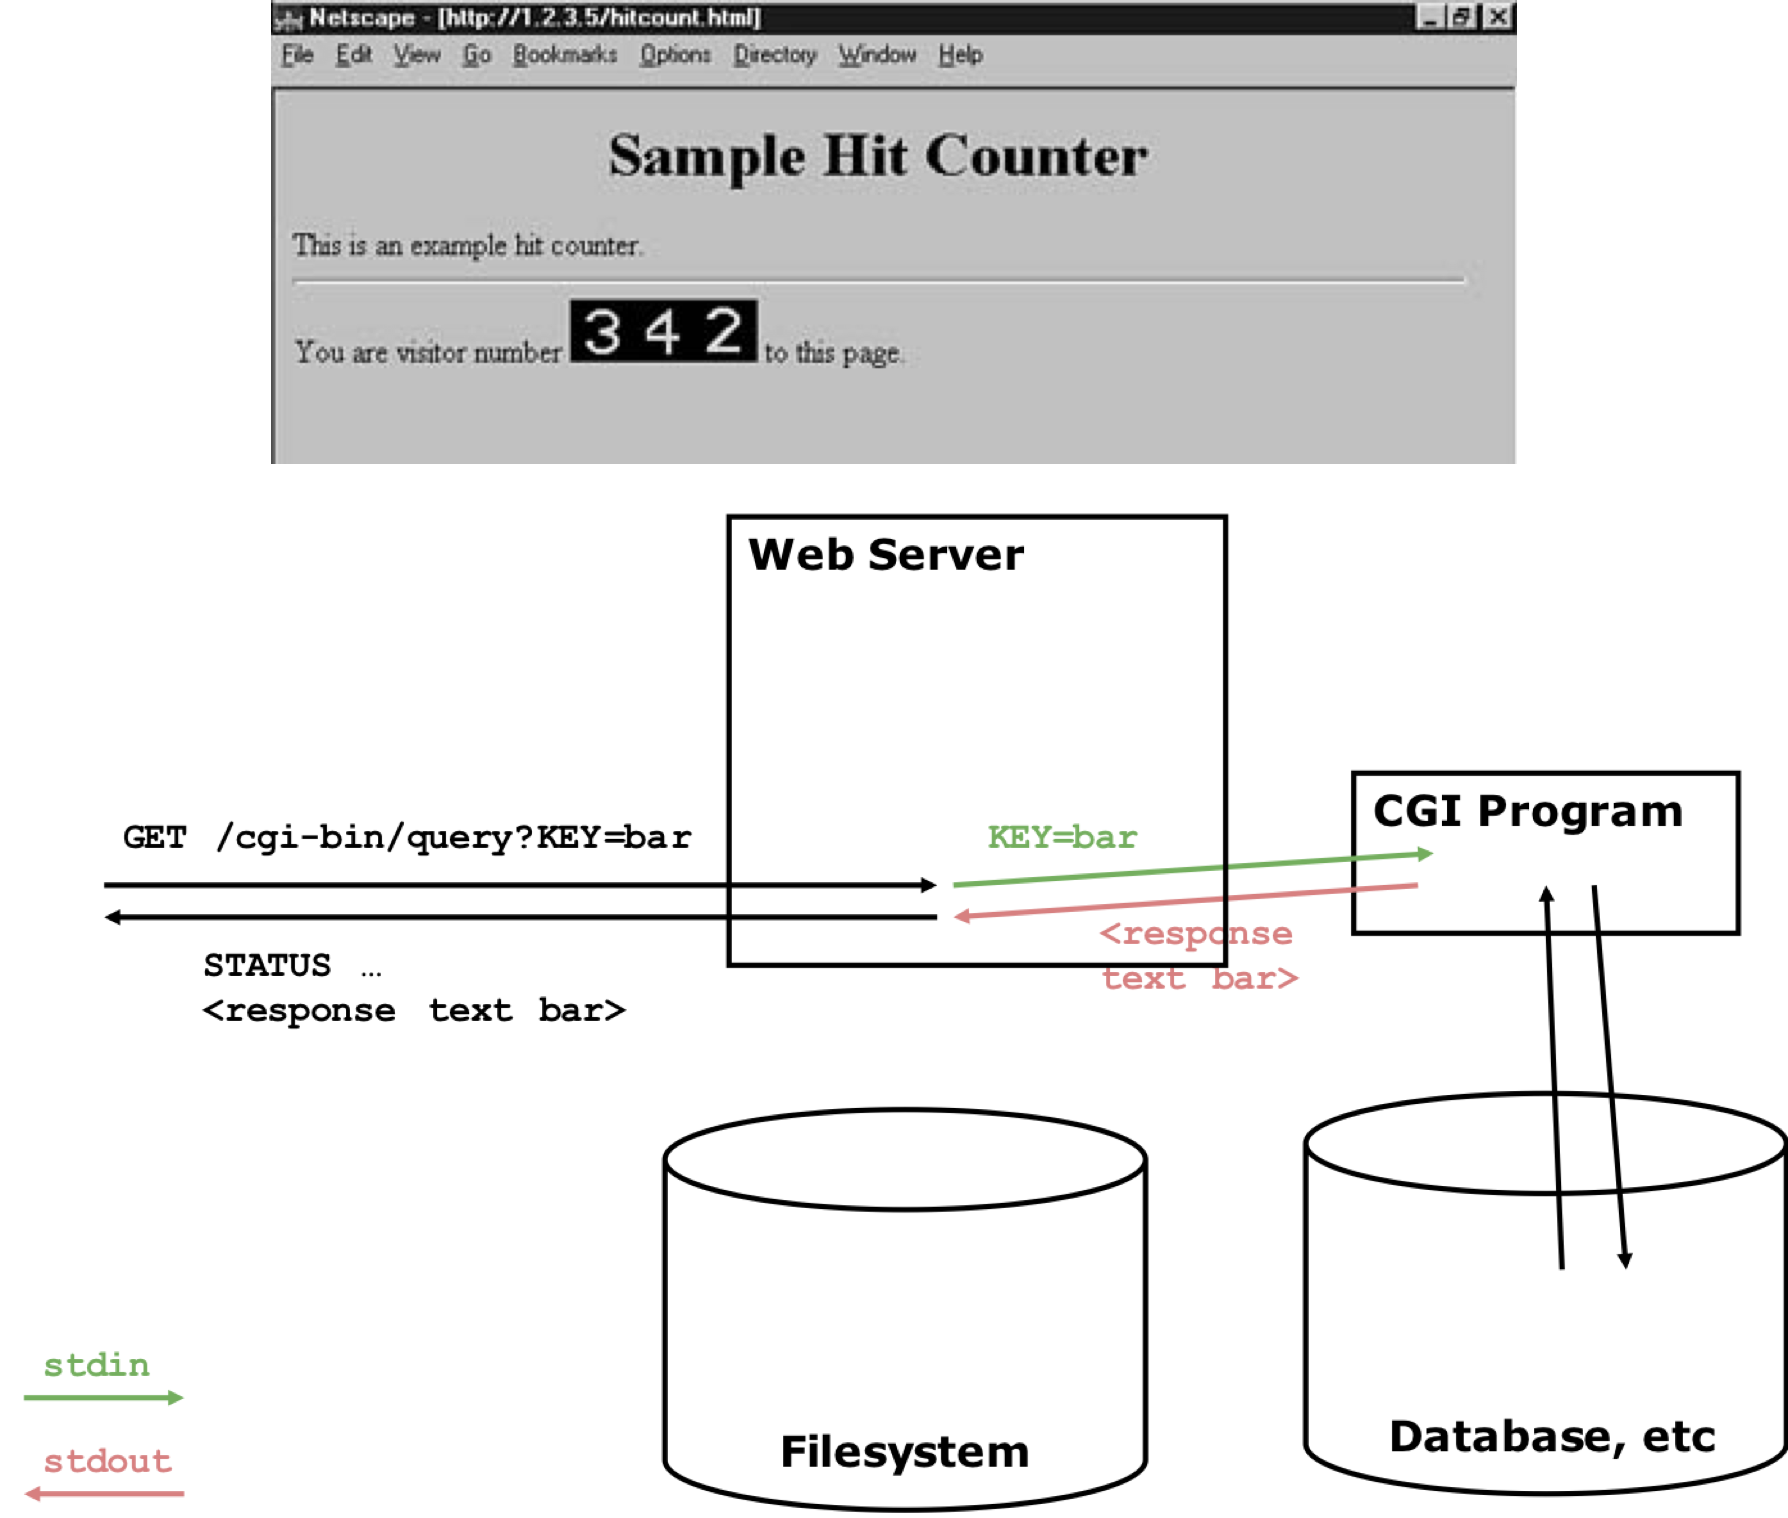 Netscape - [http://1.2.3.5/hitcount.html]
File Edit View Go Bookmarks Options Directory Window Help
Sample Hit Counter
This is an example hit counter.
You are visitor number 342 to this page.
Web Server
CGI Program
GET /cgi-bin/query?KEY=bar
KEY=bar
<response
text bar>
STATUS …
<response text bar>
stdin
stdout
Filesystem
Database, etc